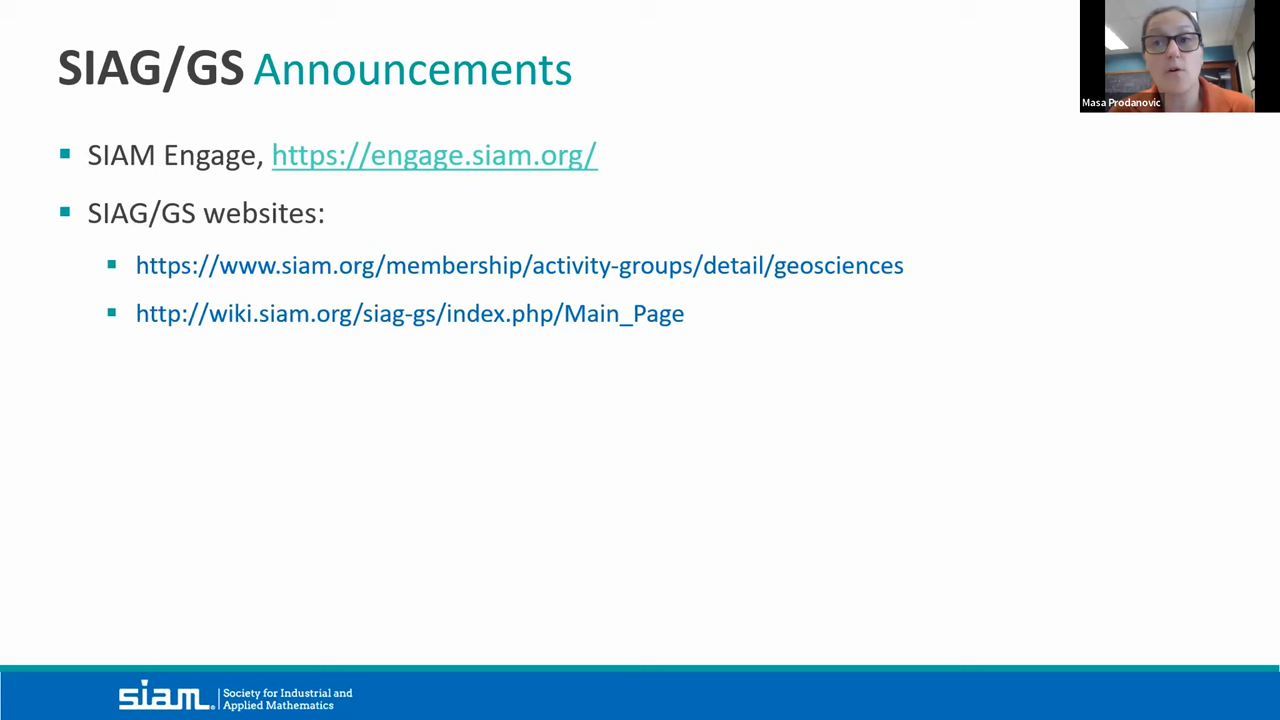 SIAG/GS Announcements
Masa Prodanovic
SIAM Engage, https://engage.siam.org/
SIAG/GS websites:
https://www.siam.org/membership/activity-groups/detail/geosciences
http://wiki.siam.org/siag-gs/index.php/Main_Page
siam® | Society for Industrial and
Applied Mathematics